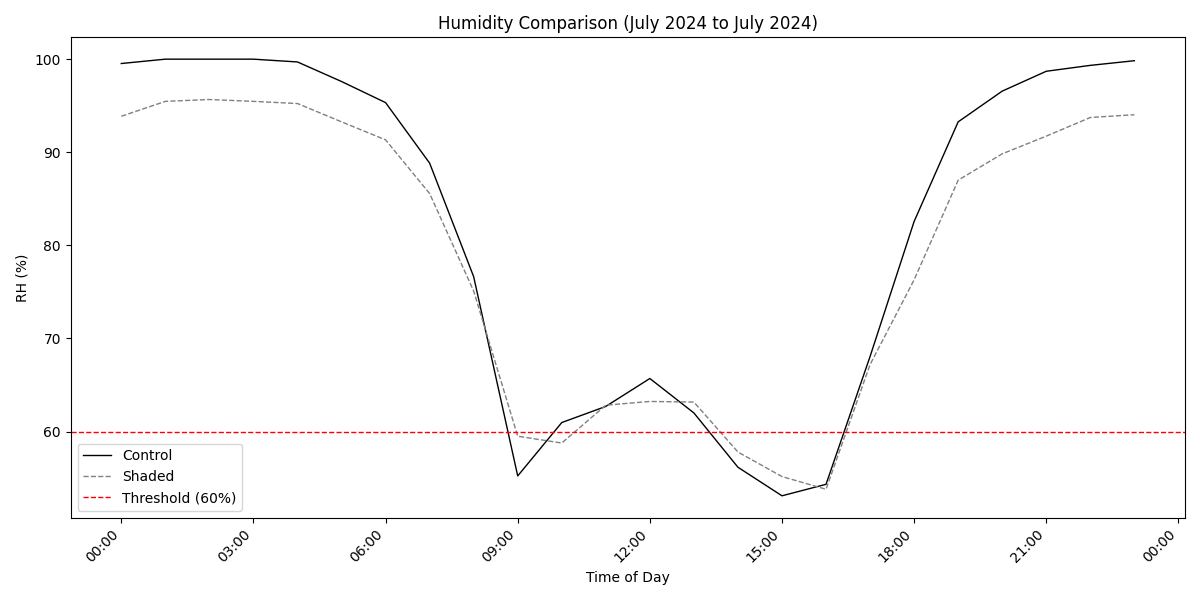 Humidity Comparison (July 2024 to July 2024)
100
90
80
70
60
RH (%)
Control
Shaded
Threshold (60%)
00:00
03:00
06:00
09:00
12:00
15:00
18:00
21:00
00:00
Time of Day